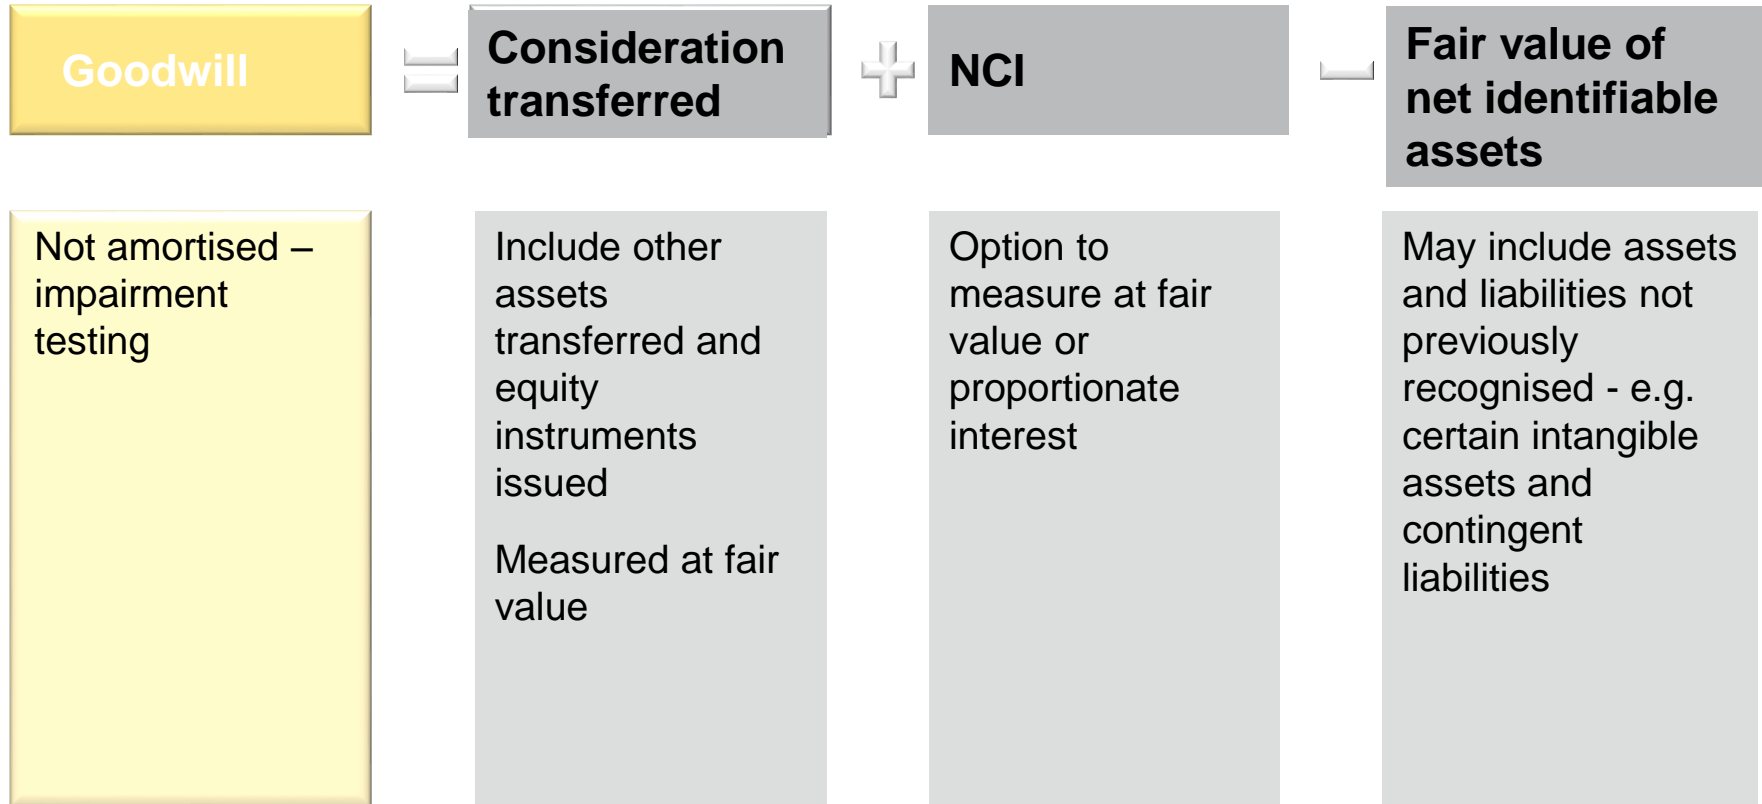 Goodwill
Consideration
transferred
NCI
Fair value of
net identifiable
assets
Not amortised –
impairment
testing
Include other
assets
transferred and
equity
instruments
issued
Measured at fair
value
Option to
measure at fair
value or
proportionate
interest
May include assets
and liabilities not
previously
recognised - e.g.
certain intangible
assets and
contingent
liabilities